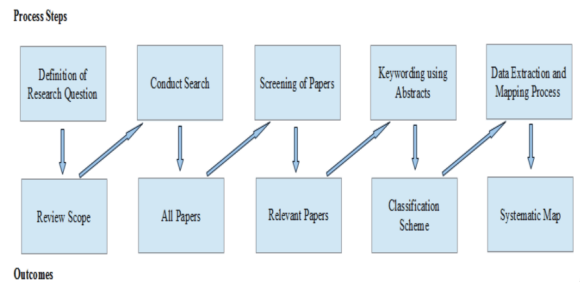 Process Steps
Definition of
Research Question
Conduct Search
Screening of Papers
Keywording using
Abstracts
Data Extraction and
Mapping Process
Review Scope
All Papers
Relevant Papers
Classification
Scheme
Systematic Map
Outcomes